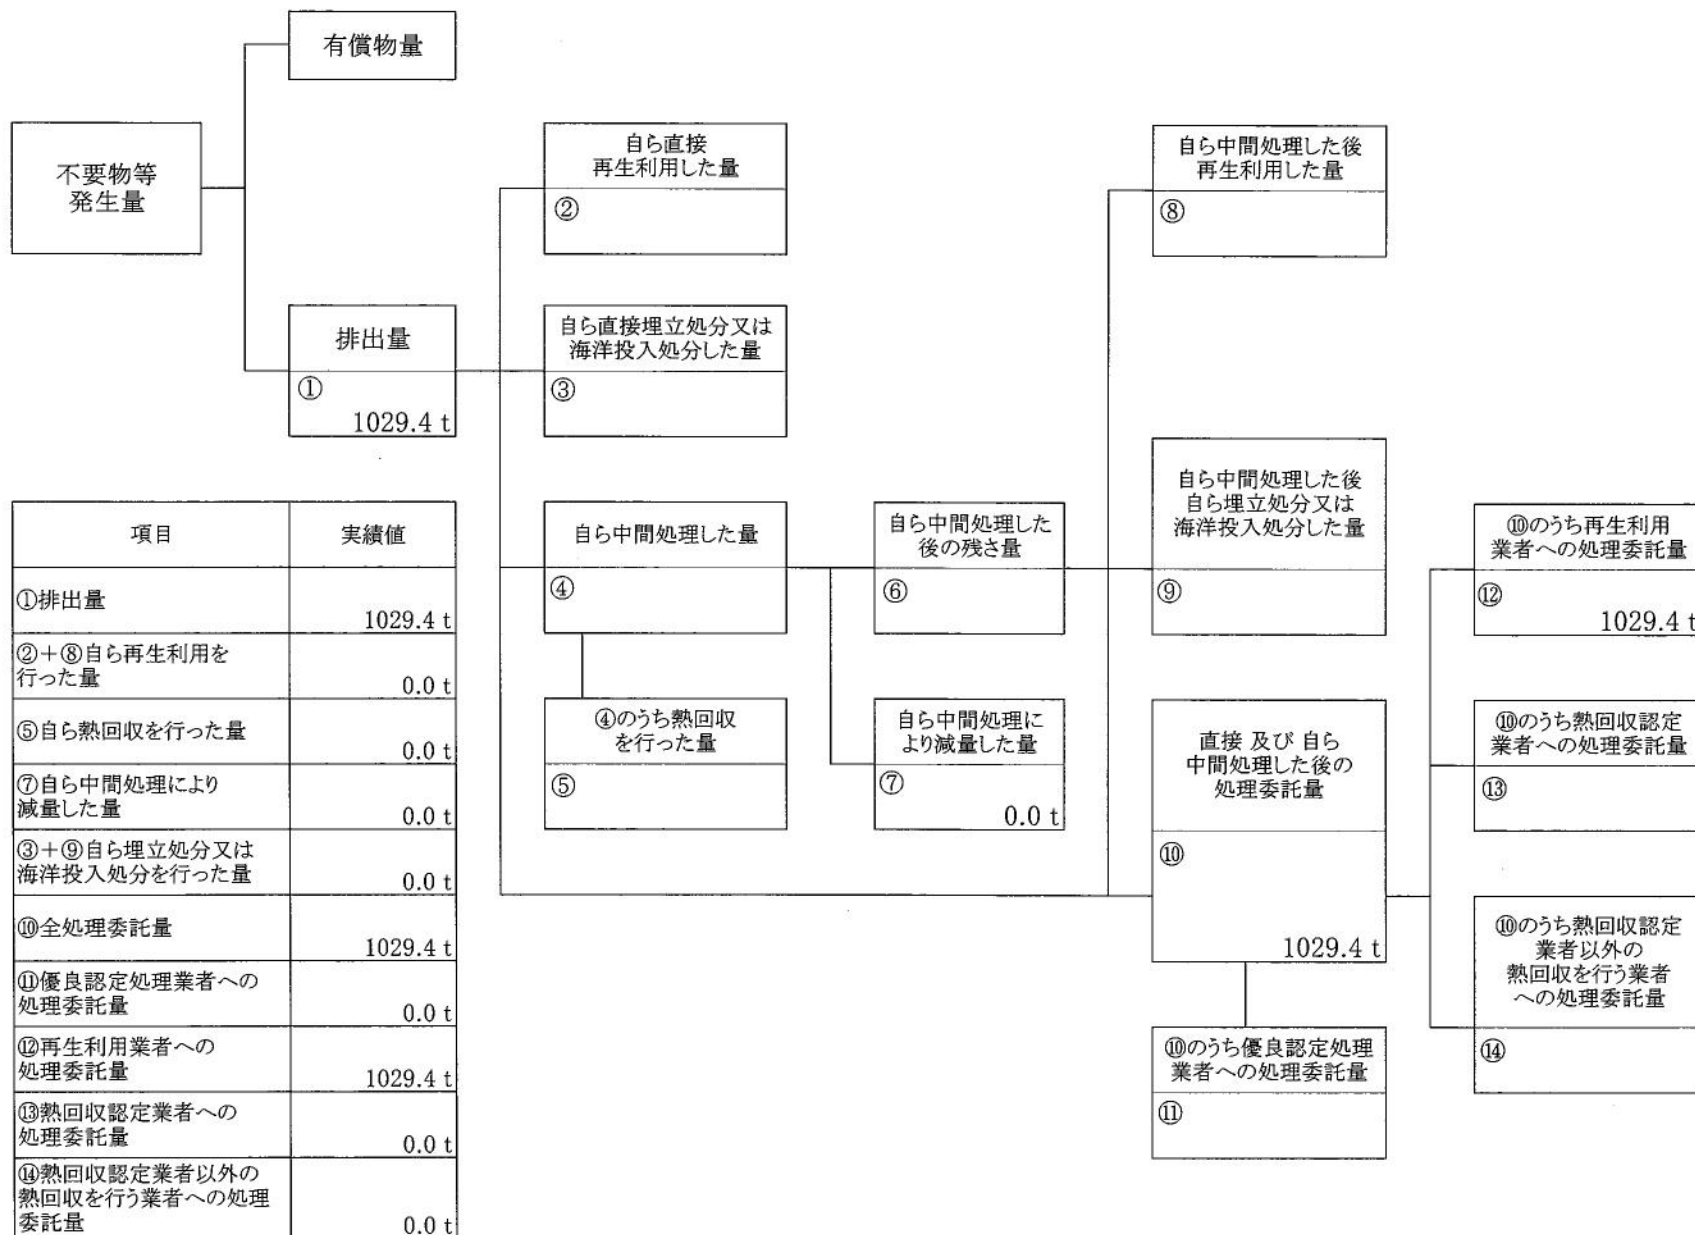 有償物量
不要物等
発生量
排出量
①
1029.4 t
自ら直接
再生利用した量
②
自ら直接埋立処分又は
海洋投入処分した量
③
自ら中間処理した量
④
④のうち熱回収
を行った量
⑤
自ら中間処理した
後の残さ量
⑥
自ら中間処理に
より減量した量
⑦
0.0 t
自ら中間処理した後
再生利用した量
⑧
自ら中間処理した後
自ら埋立処分又は
海洋投入処分した量
⑨
直接 及び 自ら
中間処理した後の
処理委託量
⑩
1029.4 t
⑩のうち優良認定処理
業者への処理委託量
⑪
⑩のうち再生利用
業者への処理委託量
⑫
1029.4 t
⑩のうち熱回収認定
業者への処理委託量
⑬
⑩のうち熱回収認定
業者以外の
熱回収を行う業者
への処理委託量
⑭
項目 実績値
①排出量
1029.4 t
②+⑧自ら再生利用を
行った量
0.0 t
⑤自ら熱回収を行った量
0.0 t
⑦自ら中間処理により
減量した量
0.0 t
③+⑨自ら埋立処分又は
海洋投入処分を行った量
0.0 t
⑩全処理委託量
1029.4 t
⑪優良認定処理業者への
処理委託量
0.0 t
⑫再生利用業者への
処理委託量
1029.4 t
⑬熱回収認定業者への
処理委託量
0.0 t
⑭熱回収認定業者以外の
熱回収を行う業者への処理
委託量
0.0 t